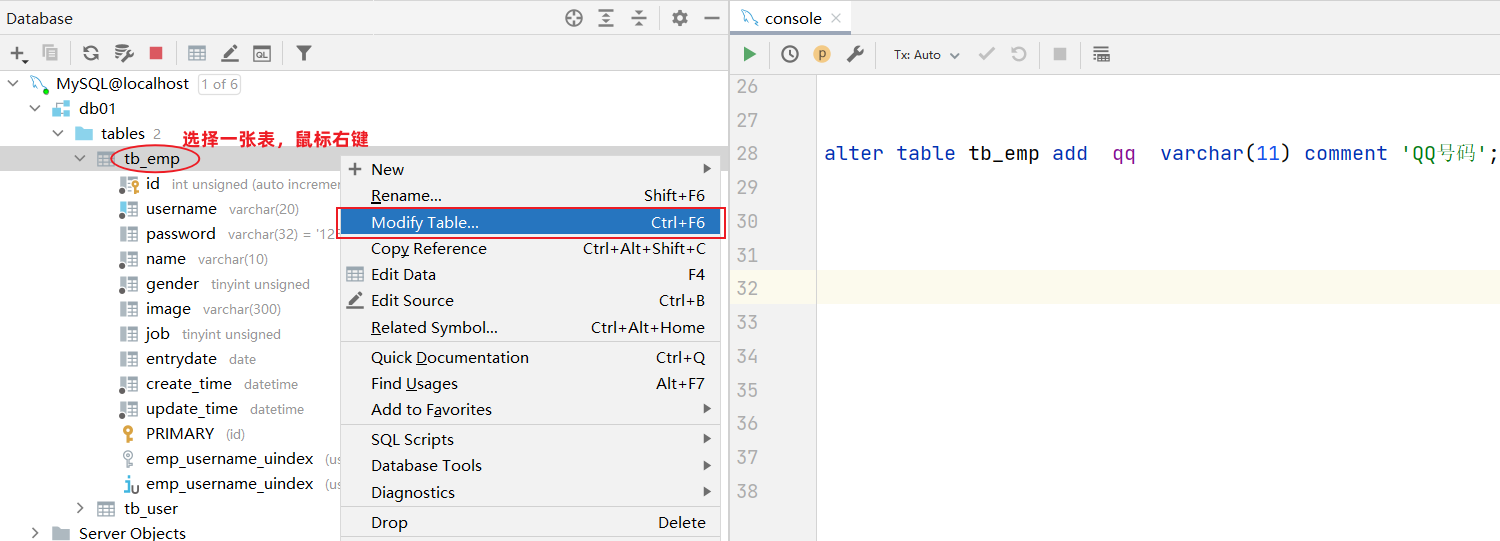 Database
MySQL@localhost 1 of 6
db01
tables 2
选择一张表，鼠标右键
tb_emp
id int unsigned (auto increme
username varchar(20)
password varchar(32) = '12
name varchar(10)
gender tinyint unsigned
image varchar(300)
job tinyint unsigned
entrydate date
create_time datetime
update_time datetime
PRIMARY (id)
emp_username_uindex (us
emp_username_uindex (us
tb_user
Server Objects
New
Rename... Shift+F6
Modify Table... Ctrl+F6
Copy Reference Ctrl+Alt+Shift+C
Edit Data F4
Edit Source Ctrl+B
Related Symbol... Ctrl+Alt+Home
Quick Documentation Ctrl+Q
Find Usages Alt+F7
Add to Favorites
SQL Scripts
Database Tools
Diagnostics
Drop Delete
console
p Tx: Auto
26
27
28 alter table tb_emp add qq varchar(11) comment 'QQ号码';
29
30
31
32
33
34
35
36
37
38
QL